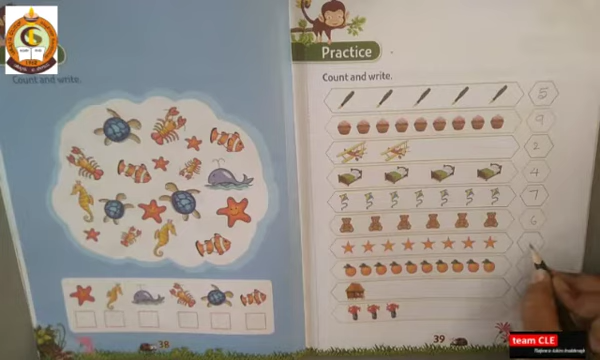 Count and write.
38
Practice
Count and write.
5
9
2
4
7
6
39
team CLE